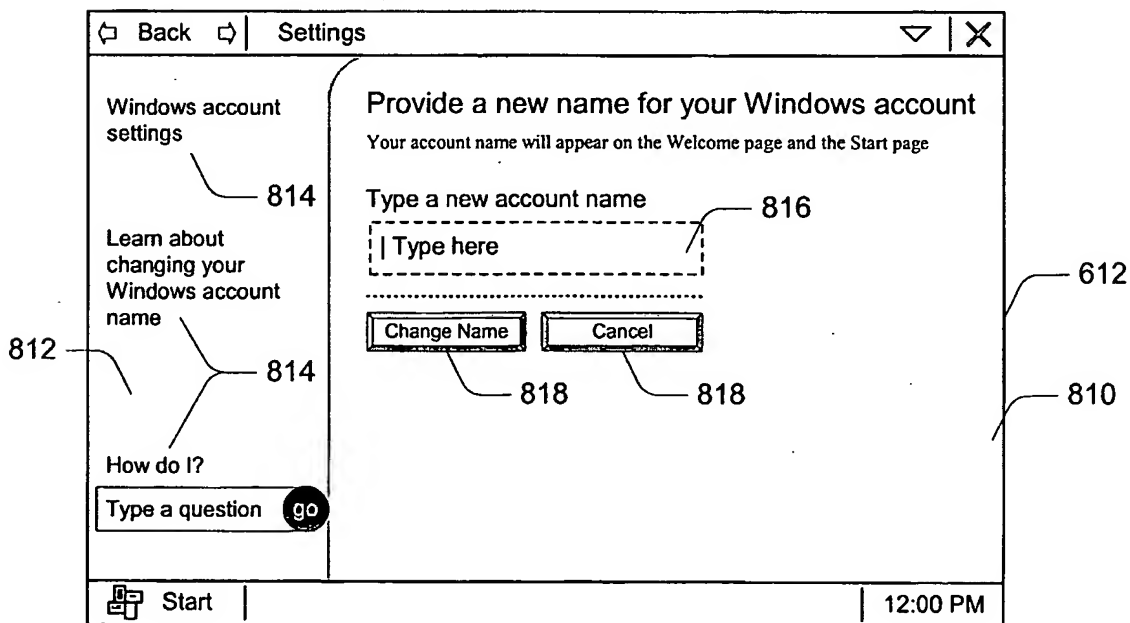 Back Settings
Windows account
settings
814
Learn about
changing your
Windows account
name
812
814
How do I?
Type a question go
Provide a new name for your Windows account
Your account name will appear on the Welcome page and the Start page
Type a new account name
816
Type here
612
Change Name Cancel
818 818
810
Start 12:00 PM